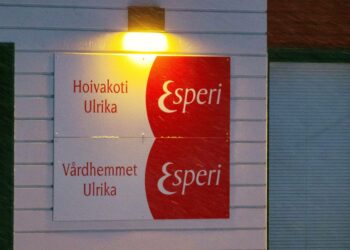 Hoivakoti
Ulrika
Esperi
Vårdhemmet
Ulrika
Esperi